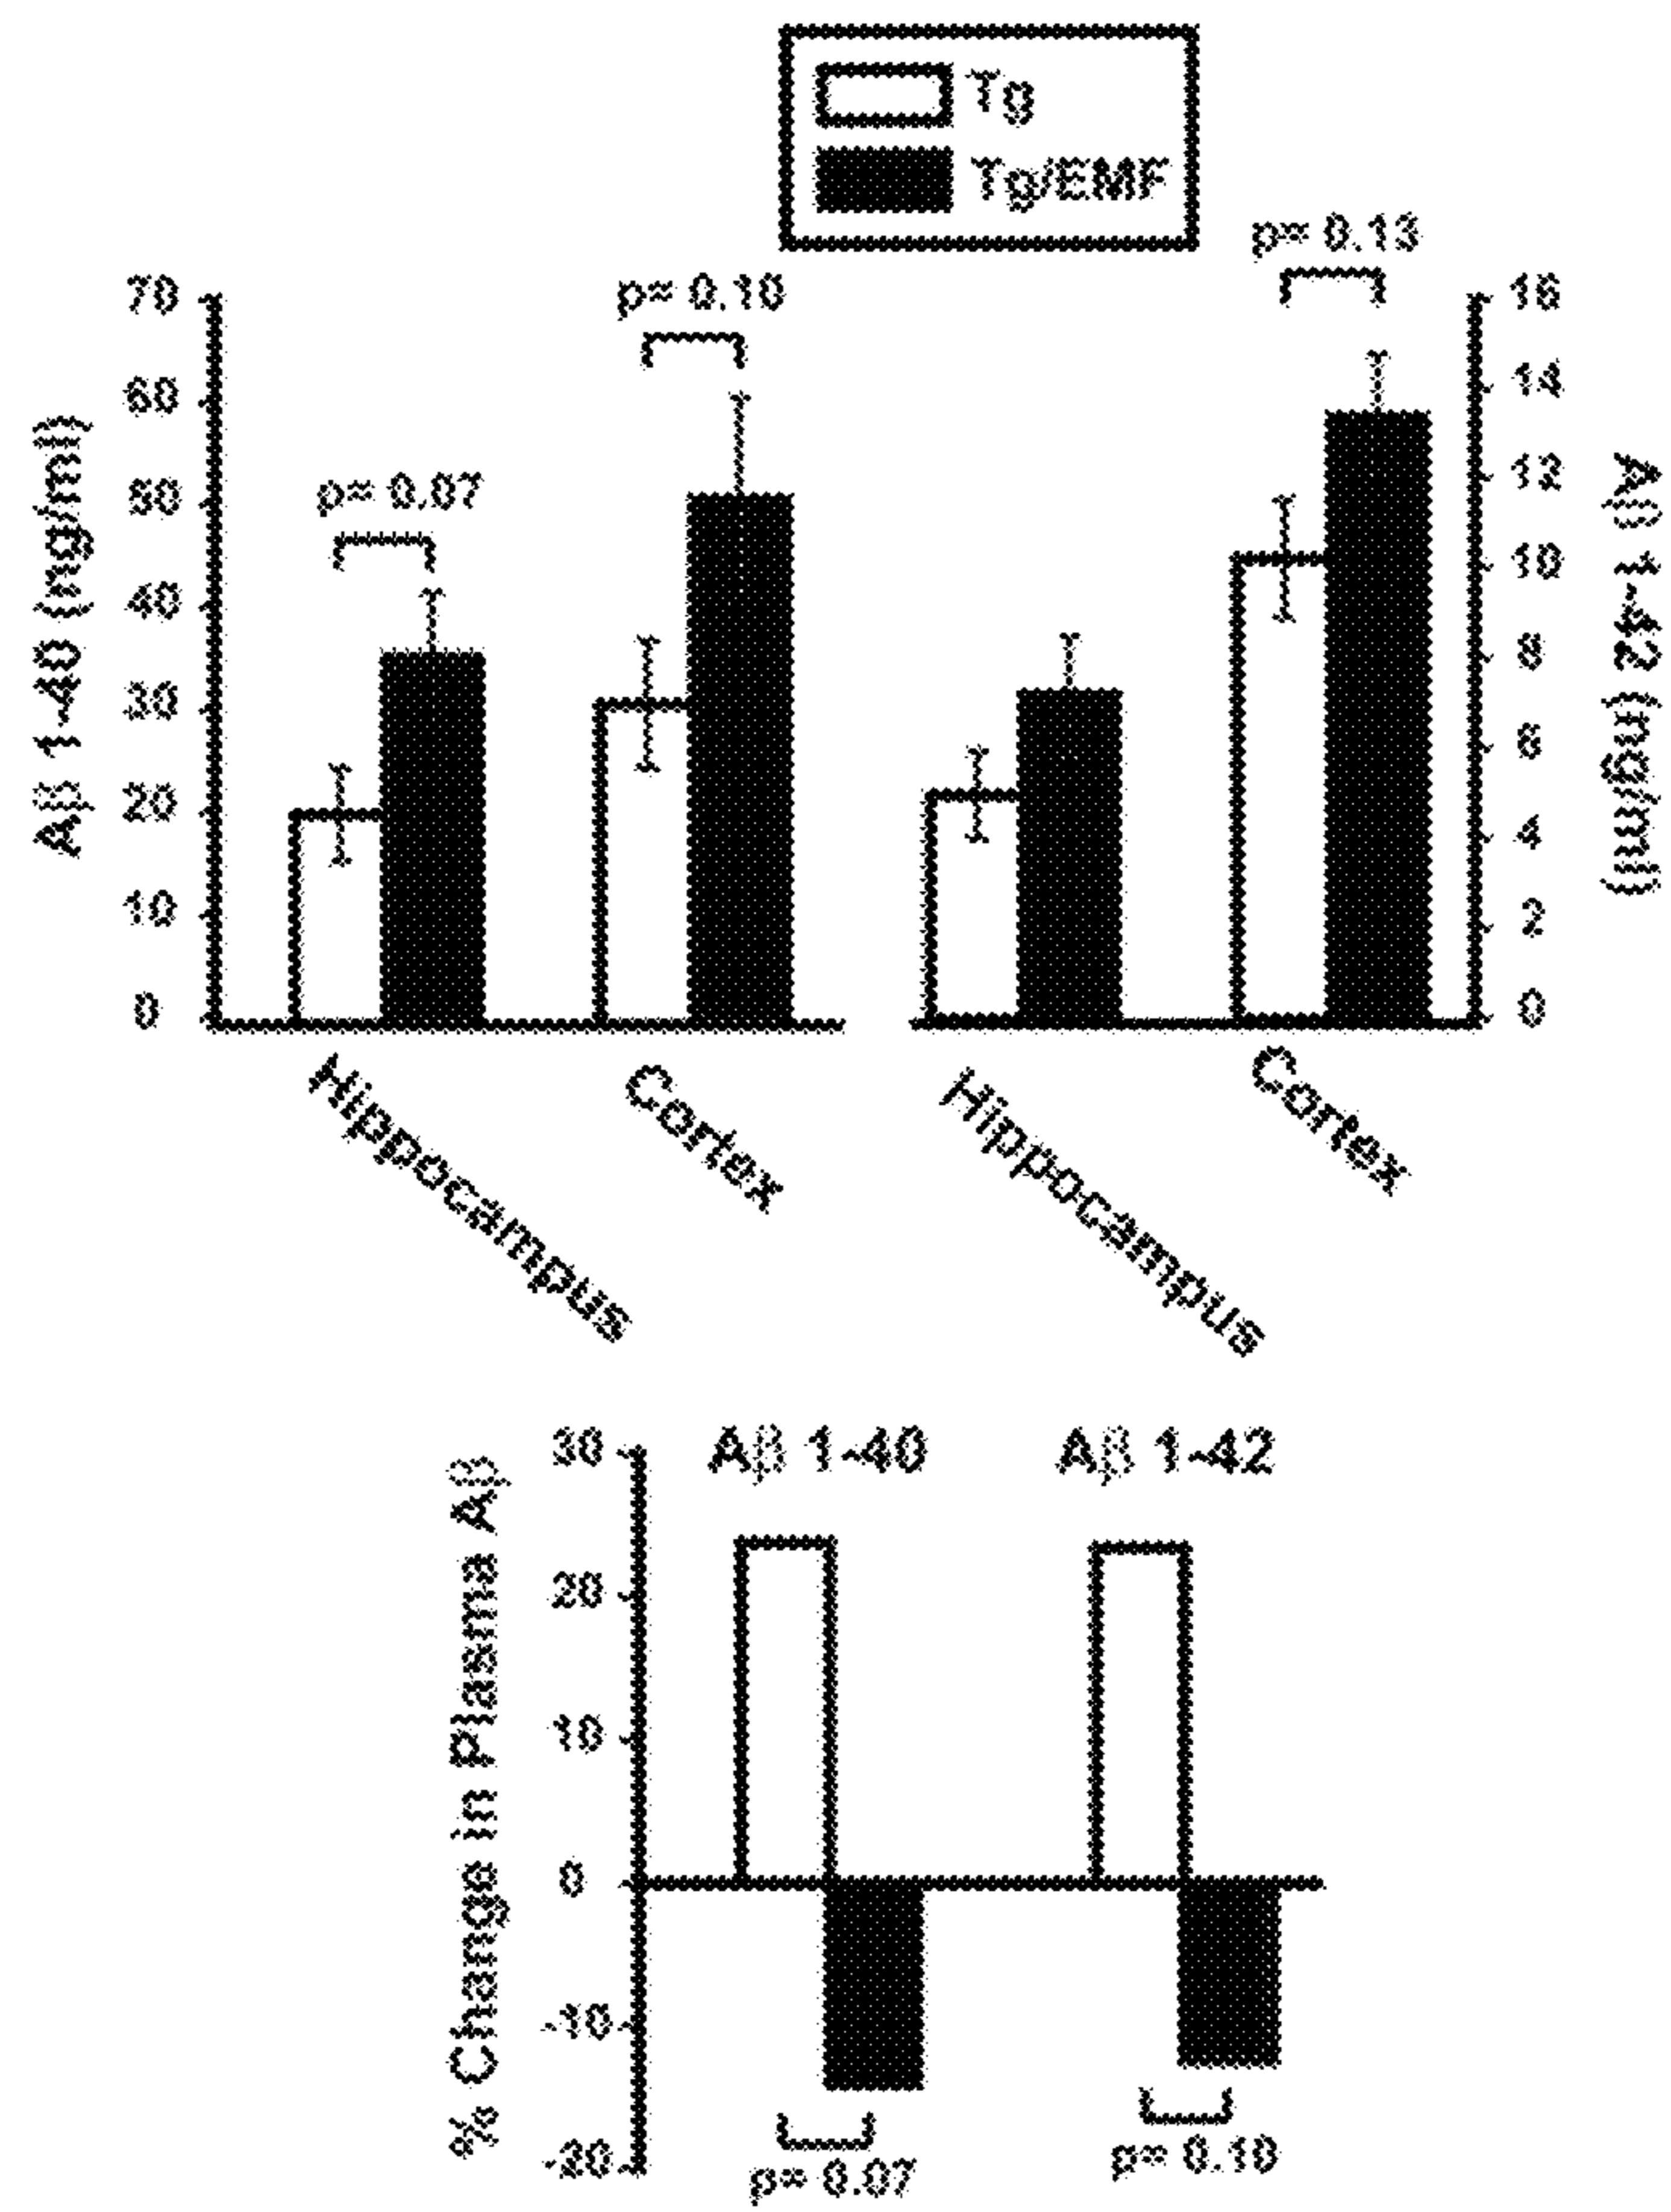 Tg
Tg/EMF
p= 0.07
p= 0.10
p= 0.13
Aβ 1-40 (ng/ml)
70
60
50
40
30
20
10
0
16
14
12
10
8
6
4
2
0
Aβ 1-42 (ng/ml)
Hippocampus
Cortex
Hippocampus
Cortex
% Change in Plasma Aβ
30
20
10
0
-10
-20
Aβ 1-40
Aβ 1-42
p= 0.07
p= 0.10